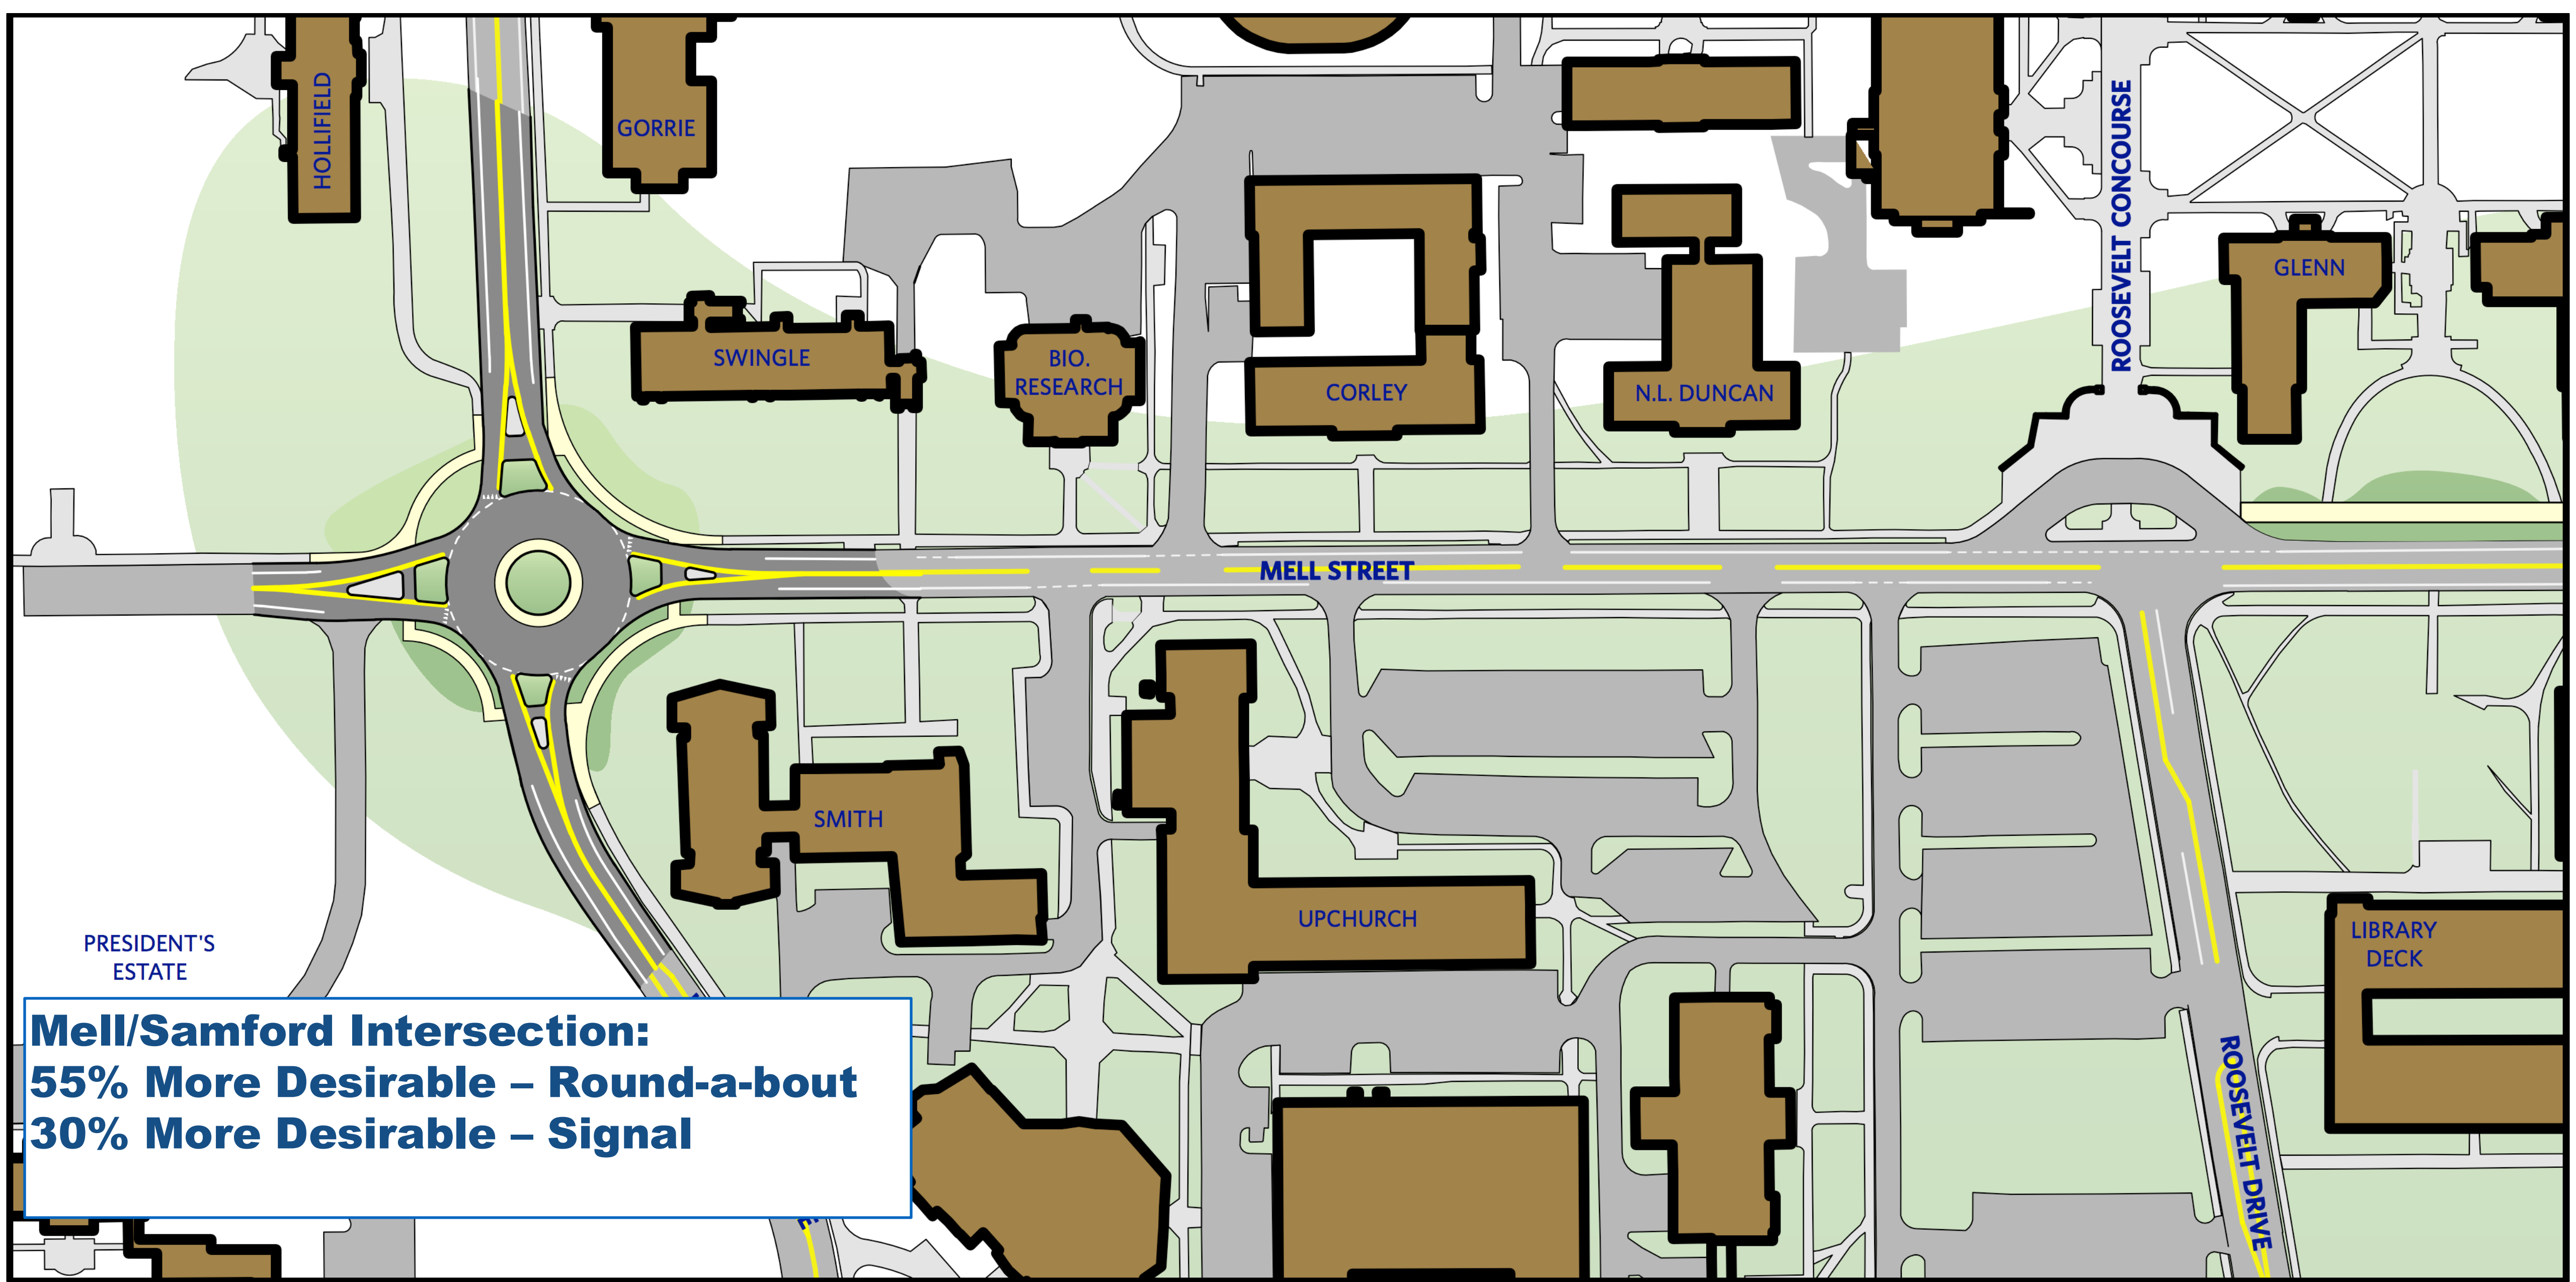 HOLLIFIELD
GORRIE
ROOSEVELT CONCOURSE
GLENN
SWINGLE
BIO.
RESEARCH
CORLEY
N.L. DUNCAN
MELL STREET
SMITH
UPCHURCH
LIBRARY
DECK
PRESIDENT'S
ESTATE
Mell/Samford Intersection:
55% More Desirable – Round-a-bout
30% More Desirable – Signal
ROOSEVELT DRIVE